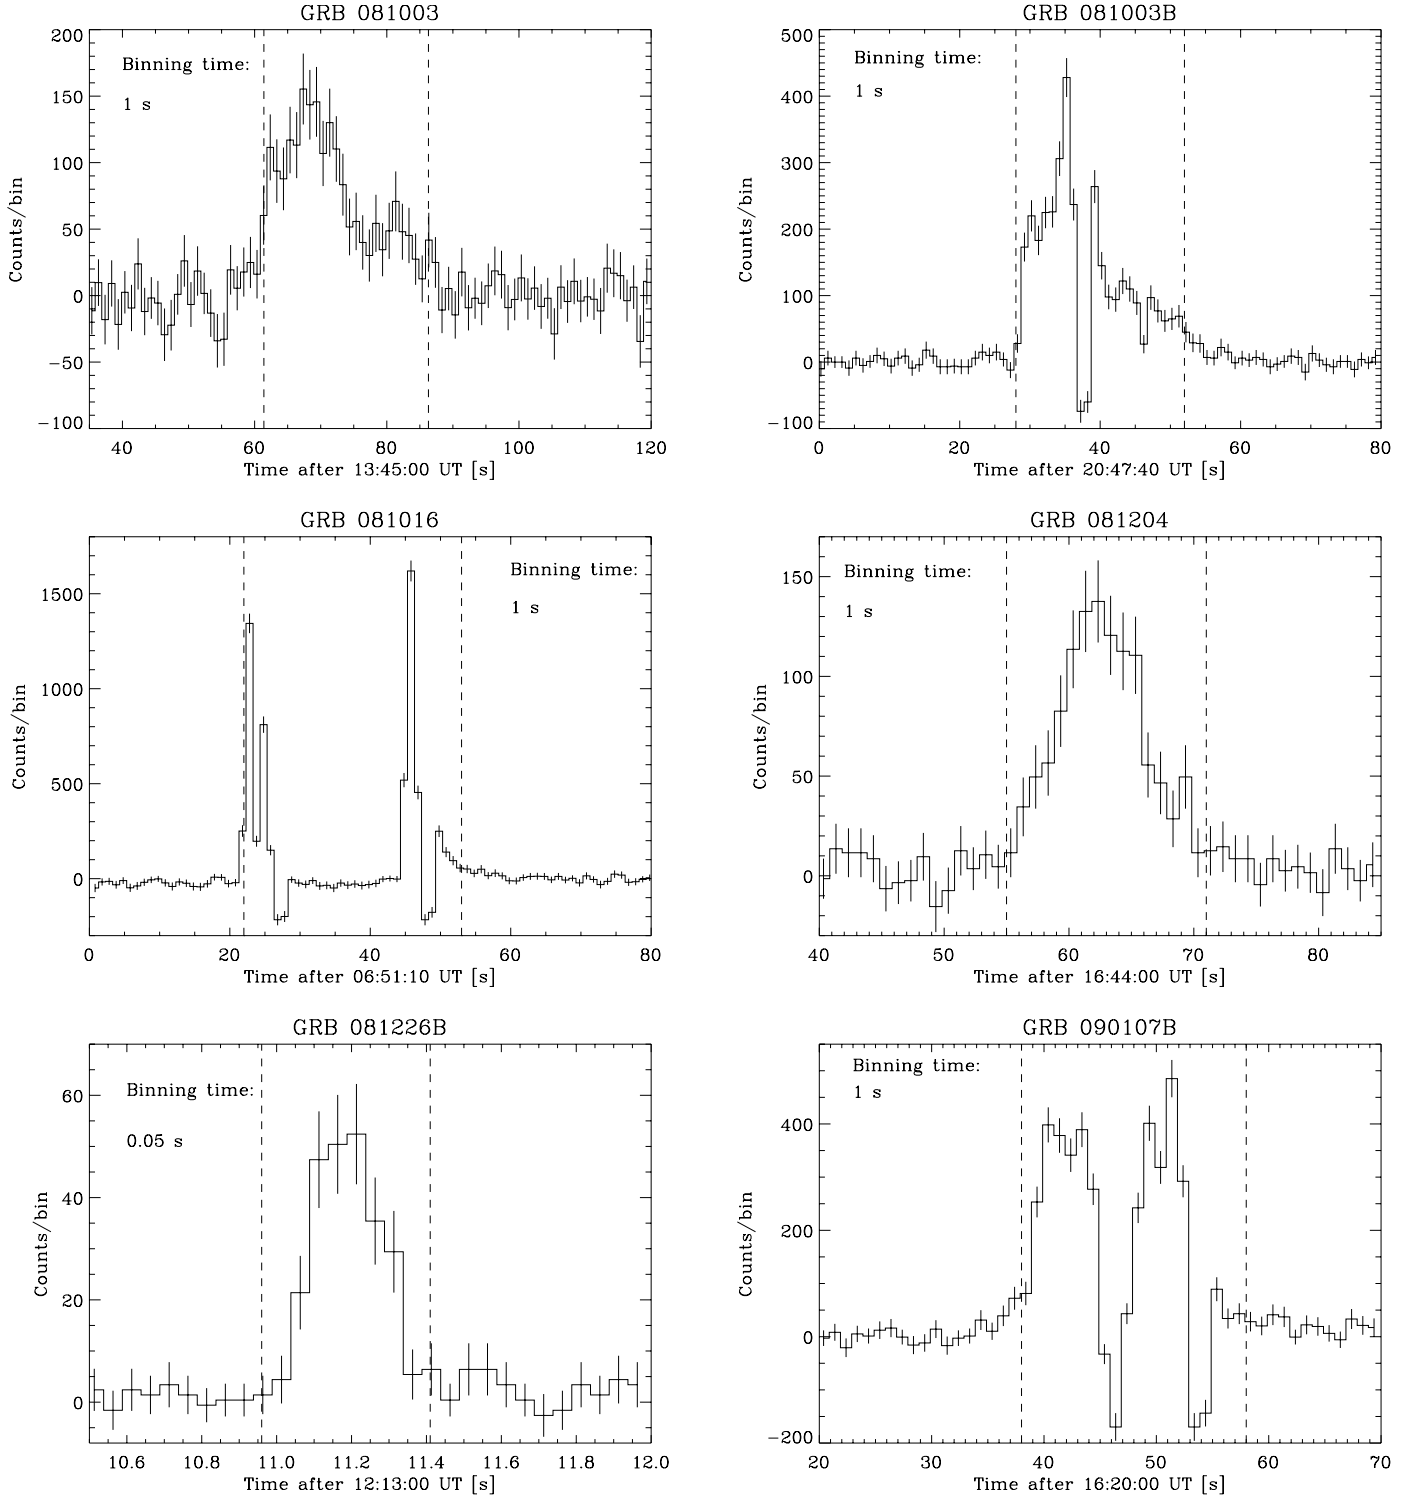 GRB 081003
Binning time:
1 s
200
150
100
50
0
−50
−100
Counts/bin
40 60 80 100 120
Time after 13:45:00 UT [s]
GRB 081003B
Binning time:
1 s
500
400
300
200
100
0
−100
Counts/bin
0 20 40 60 80
Time after 20:47:40 UT [s]
GRB 081016
Binning time:
1 s
1500
1000
500
0
Counts/bin
0 20 40 60 80
Time after 06:51:10 UT [s]
GRB 081204
Binning time:
1 s
150
100
50
0
Counts/bin
40 50 60 70 80
Time after 16:44:00 UT [s]
GRB 081226B
Binning time:
0.05 s
60
40
20
0
Counts/bin
10.6 10.8 11.0 11.2 11.4 11.6 11.8 12.0
Time after 12:13:00 UT [s]
GRB 090107B
Binning time:
1 s
400
200
0
−200
Counts/bin
20 30 40 50 60 70
Time after 16:20:00 UT [s]